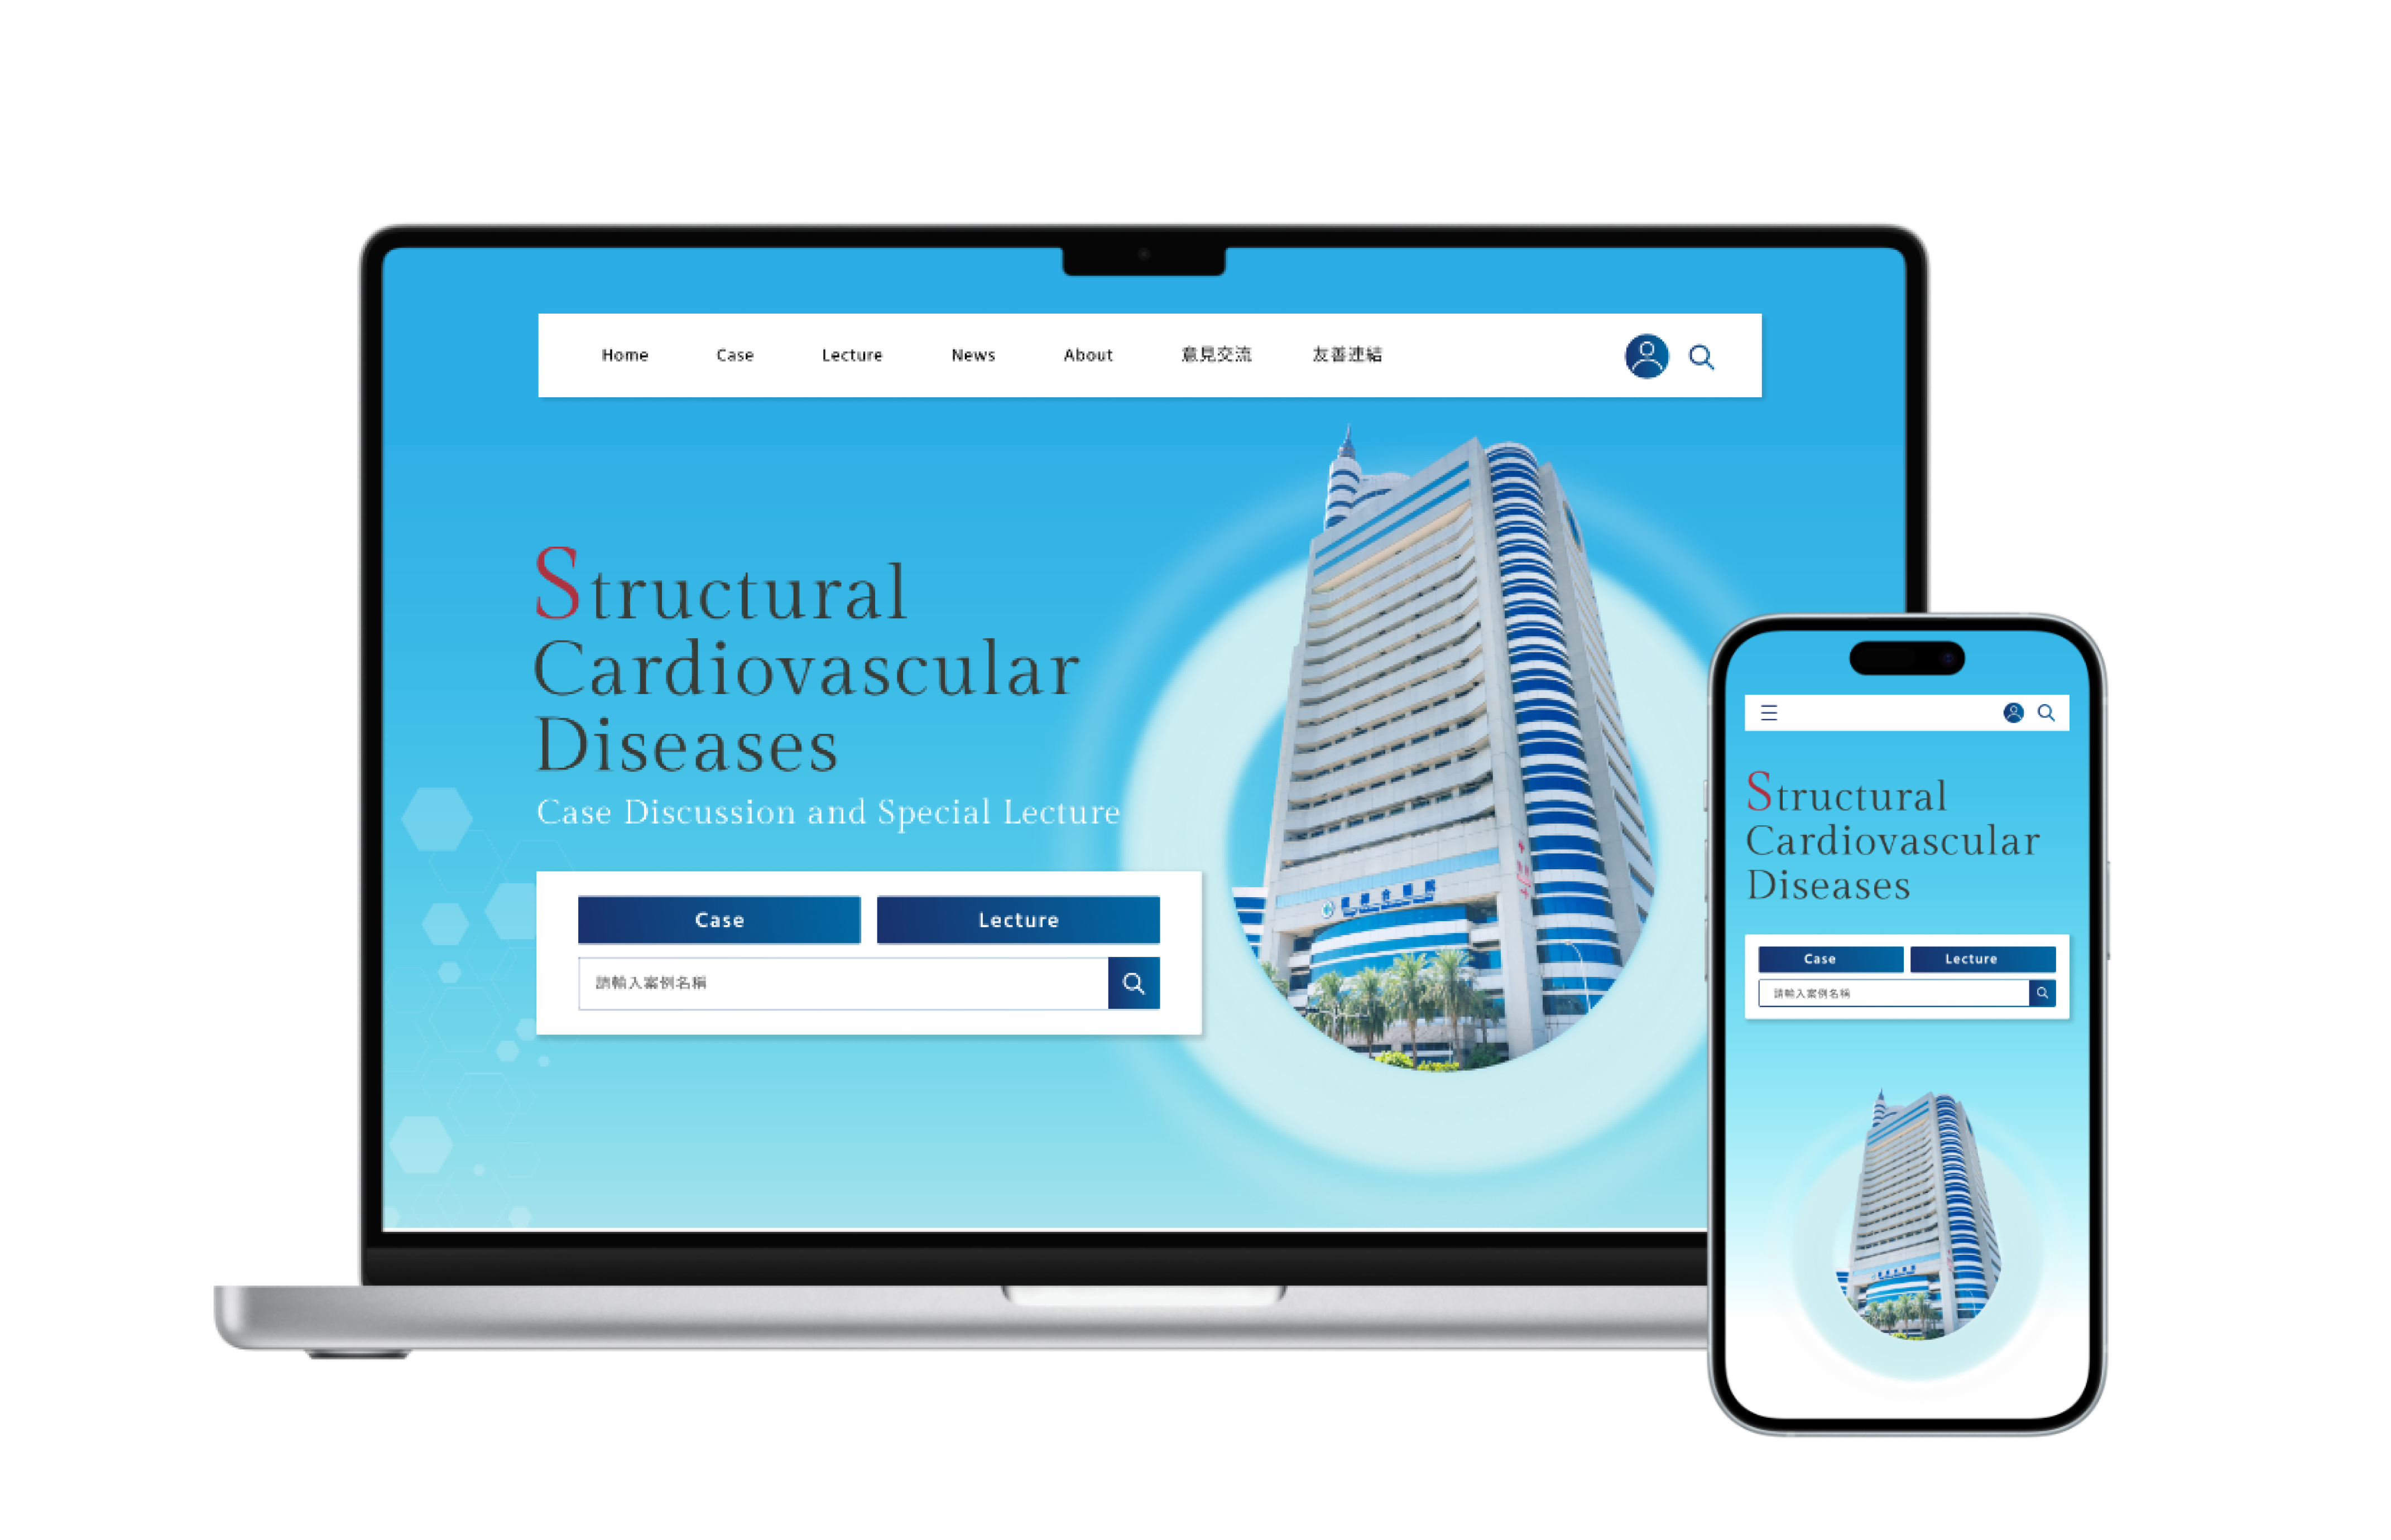 Home Case Lecture News About 意見交流 友善連結
Structural
Cardiovascular
Diseases
Case Discussion and Special Lecture
Case Lecture
請輸入案例名稱
Structural
Cardiovascular
Diseases
Case Lecture
請輸入案例名稱